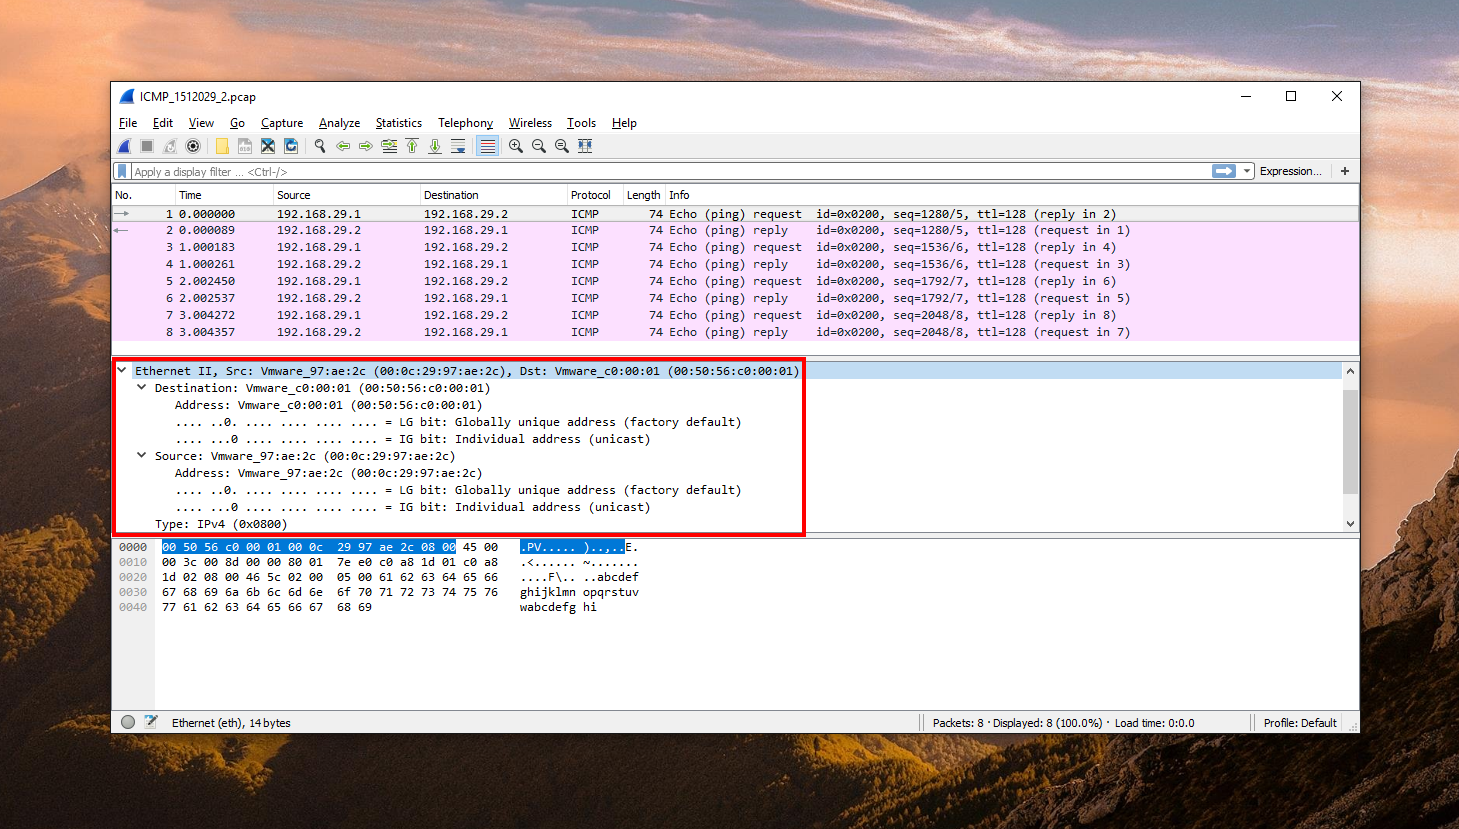 ICMP_1512029_2.pcap
File Edit View Go Capture Analyze Statistics Telephony Wireless Tools Help
Apply a display filter ... <Ctrl-/> Expression... +
No. Time Source Destination Protocol Length Info
1 0.000000 192.168.29.1 192.168.29.2 ICMP 74 Echo (ping) request id=0x0200, seq=1280/5, ttl=128 (reply in 2)
2 0.000089 192.168.29.2 192.168.29.1 ICMP 74 Echo (ping) reply id=0x0200, seq=1280/5, ttl=128 (request in 1)
3 1.000183 192.168.29.1 192.168.29.2 ICMP 74 Echo (ping) request id=0x0200, seq=1536/6, ttl=128 (reply in 4)
4 1.000261 192.168.29.2 192.168.29.1 ICMP 74 Echo (ping) reply id=0x0200, seq=1536/6, ttl=128 (request in 3)
5 2.002450 192.168.29.1 192.168.29.2 ICMP 74 Echo (ping) request id=0x0200, seq=1792/7, ttl=128 (reply in 6)
6 2.002537 192.168.29.2 192.168.29.1 ICMP 74 Echo (ping) reply id=0x0200, seq=1792/7, ttl=128 (request in 5)
7 3.004272 192.168.29.1 192.168.29.2 ICMP 74 Echo (ping) request id=0x0200, seq=2048/8, ttl=128 (reply in 8)
8 3.004357 192.168.29.2 192.168.29.1 ICMP 74 Echo (ping) reply id=0x0200, seq=2048/8, ttl=128 (request in 7)
Ethernet II, Src: Vmware_97:ae:2c (00:0c:29:97:ae:2c), Dst: Vmware_c0:00:01 (00:50:56:c0:00:01)
Destination: Vmware_c0:00:01 (00:50:56:c0:00:01)
Address: Vmware_c0:00:01 (00:50:56:c0:00:01)
.... ..0. .... .... .... .... = LG bit: Globally unique address (factory default)
.... ...0 .... .... .... .... = IG bit: Individual address (unicast)
Source: Vmware_97:ae:2c (00:0c:29:97:ae:2c)
Address: Vmware_97:ae:2c (00:0c:29:97:ae:2c)
.... ..0. .... .... .... .... = LG bit: Globally unique address (factory default)
.... ...0 .... .... .... .... = IG bit: Individual address (unicast)
Type: IPv4 (0x0800)
0000 00 50 56 c0 00 01 00 0c 29 97 ae 2c 08 00 45 00 .PV..... )..,..E.
0010 00 3c 00 8d 00 00 80 01 7e e0 c0 a8 1d 01 c0 a8 .<...... ~.......
0020 1d 02 08 00 46 5c 02 00 05 00 61 62 63 64 65 66 ....F\.. ..abcdef
0030 67 68 69 6a 6b 6c 6d 6e 6f 70 71 72 73 74 75 76 ghijklmn opqrstuv
0040 77 61 62 63 64 65 66 67 68 69 wabcdefg hi
Ethernet (eth), 14 bytes Packets: 8 · Displayed: 8 (100.0%) · Load time: 0:0.0 Profile: Default